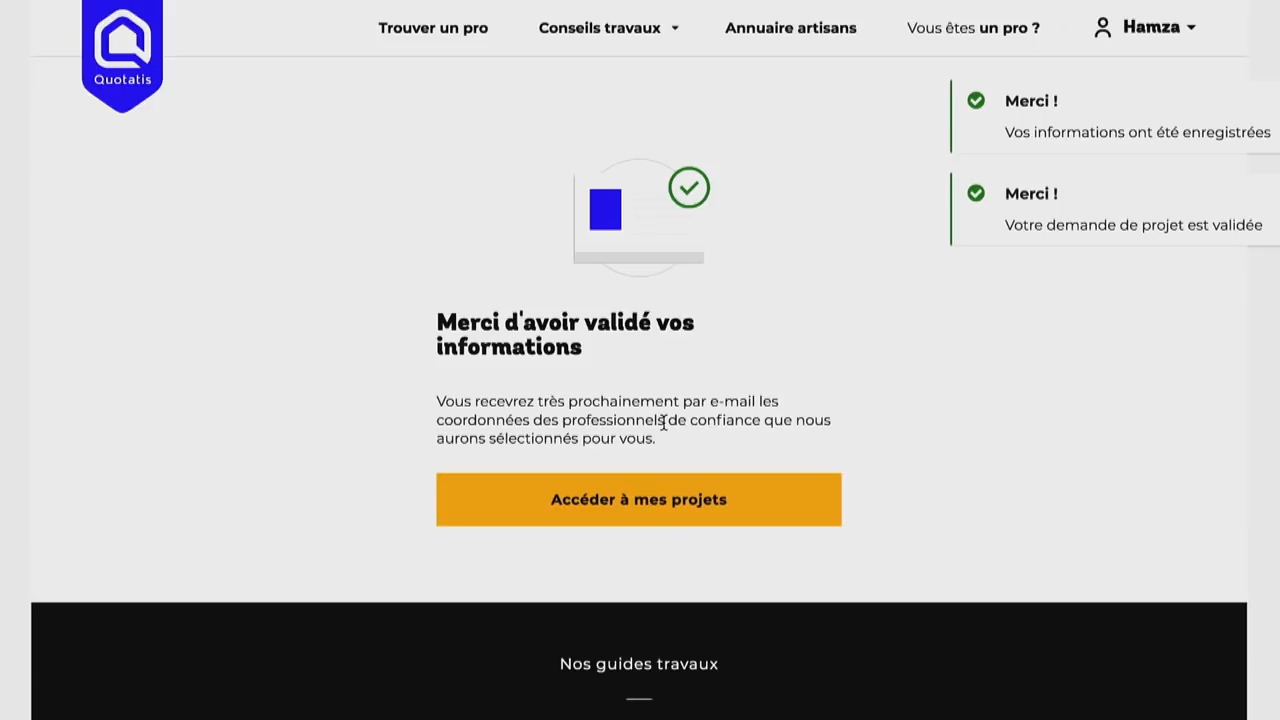 Trouver un pro
Conseils travaux
Annuaire artisans
Vous êtes un pro ?
Hamza
Quotatis
Merci !
Vos informations ont été enregistrées
Merci !
Votre demande de projet est validée
Merci d'avoir validé vos
informations
Vous recevrez très prochainement par e-mail les
coordonnées des professionnels de confiance que nous
aurons sélectionnés pour vous.
Accéder à mes projets
Nos guides travaux